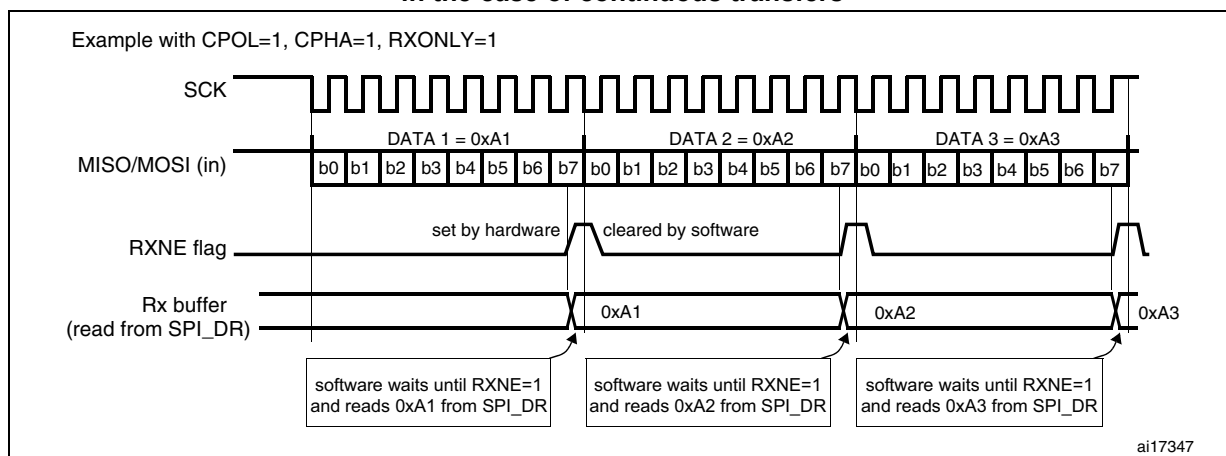 in the case of continuous transfers
Example with CPOL=1, CPHA=1, RXONLY=1
SCK
DATA 1 = 0xA1 DATA 2 = 0xA2 DATA 3 = 0xA3
MISO/MOSI (in) b0 b1 b2 b3 b4 b5 b6 b7 b0 b1 b2 b3 b4 b5 b6 b7 b0 b1 b2 b3 b4 b5 b6 b7
set by hardware cleared by software
RXNE flag
Rx buffer
(read from SPI_DR)
0xA1 0xA2 0xA3
software waits until RXNE=1
and reads 0xA1 from SPI_DR
software waits until RXNE=1
and reads 0xA2 from SPI_DR
software waits until RXNE=1
and reads 0xA3 from SPI_DR
ai17347